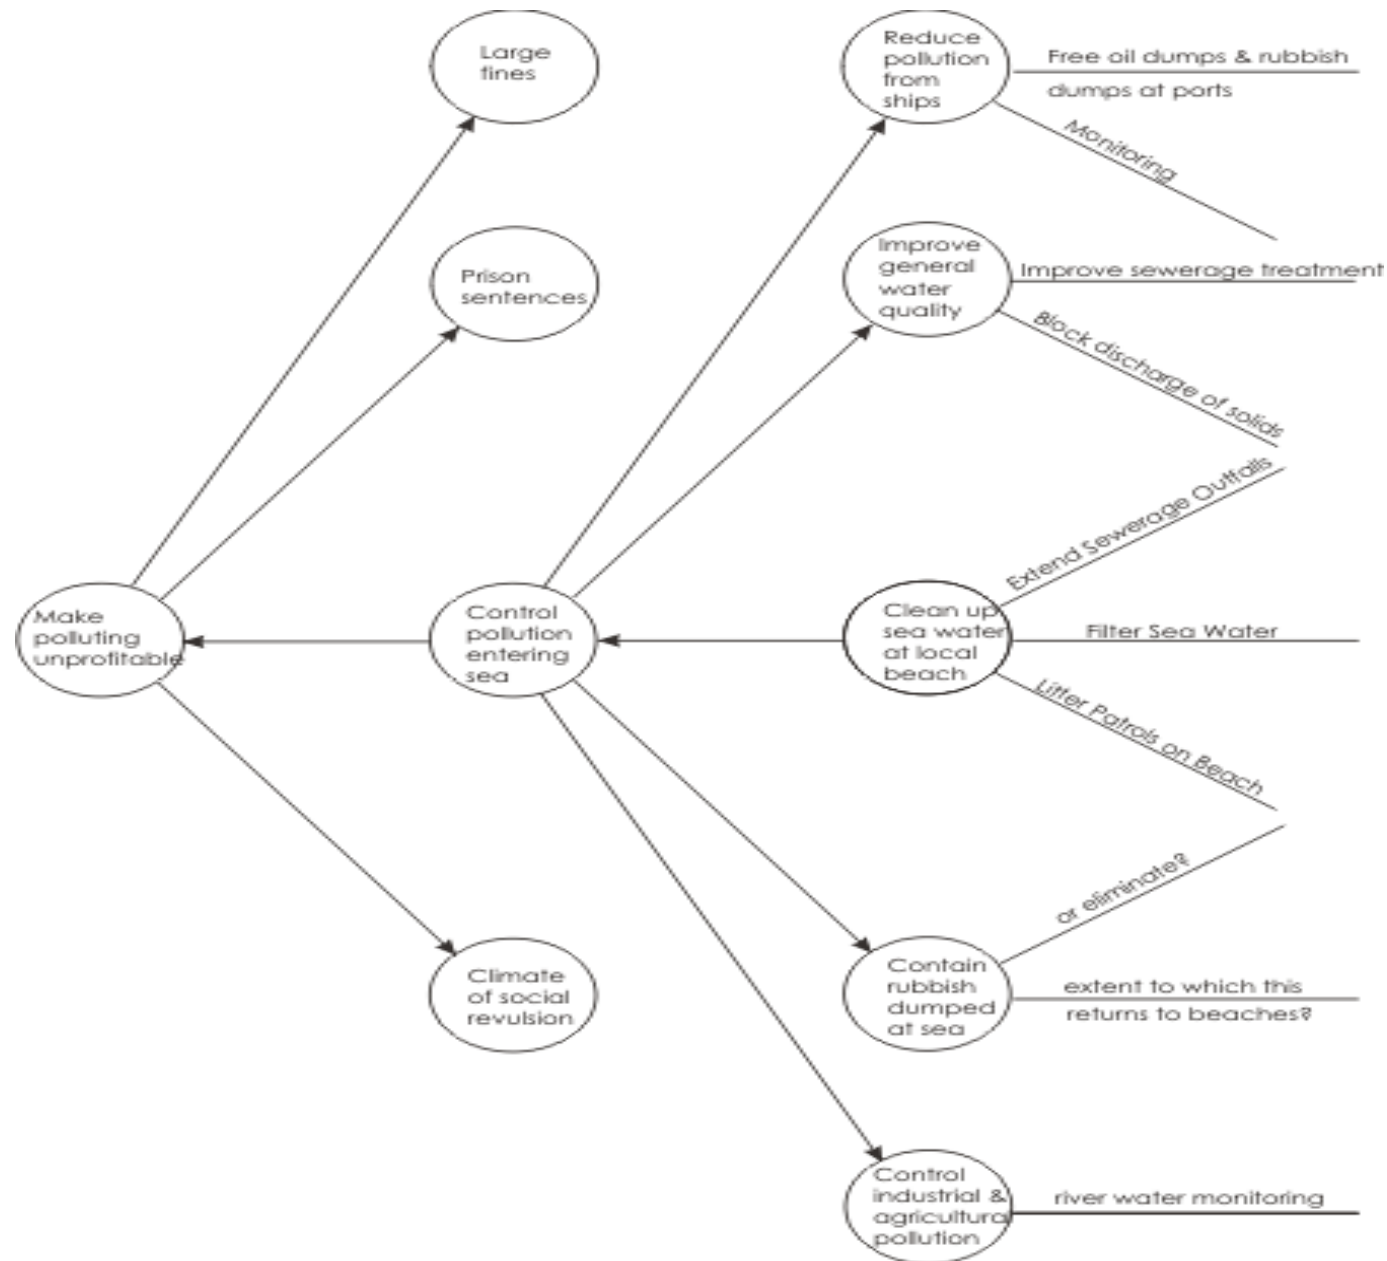 Large
fines
Reduce
pollution
from
ships
Free oil dumps & rubbish
dumps at ports
Monitoring
Prison
sentences
Improve
general
water
quality
Improve sewerage treatment
Block discharge of solids
Extend Sewerage Outfalls
Make
polluting
unprofitable
Control
pollution
entering
sea
Clean up
sea water
at local
beach
Filter Sea Water
Litter Patrols on Beach
or eliminate?
Climate
of social
revulsion
Contain
rubbish
dumped
at sea
extent to which this
returns to beaches?
Control
industrial &
agricultural
pollution
river water monitoring